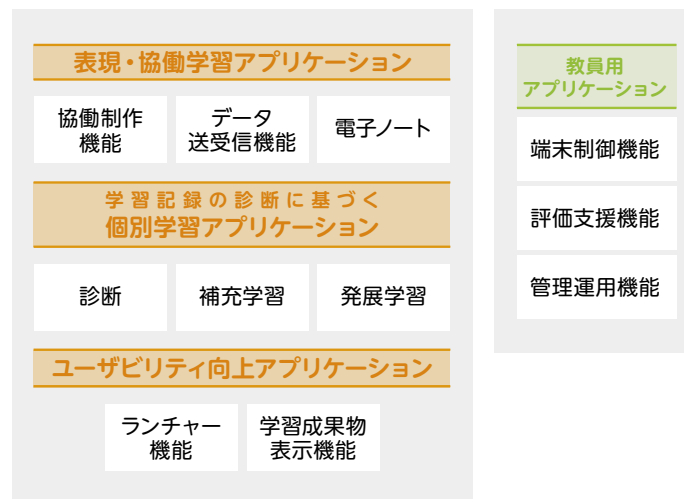 表現・協働学習アプリケーション
協働制作
機能
データ
送受信機能
電子ノート
学習記録の診断に基づく
個別学習アプリケーション
診断
補充学習
発展学習
ユーザビリティ向上アプリケーション
ランチャー
機能
学習成果物
表示機能
教員用
アプリケーション
端末制御機能
評価支援機能
管理運用機能